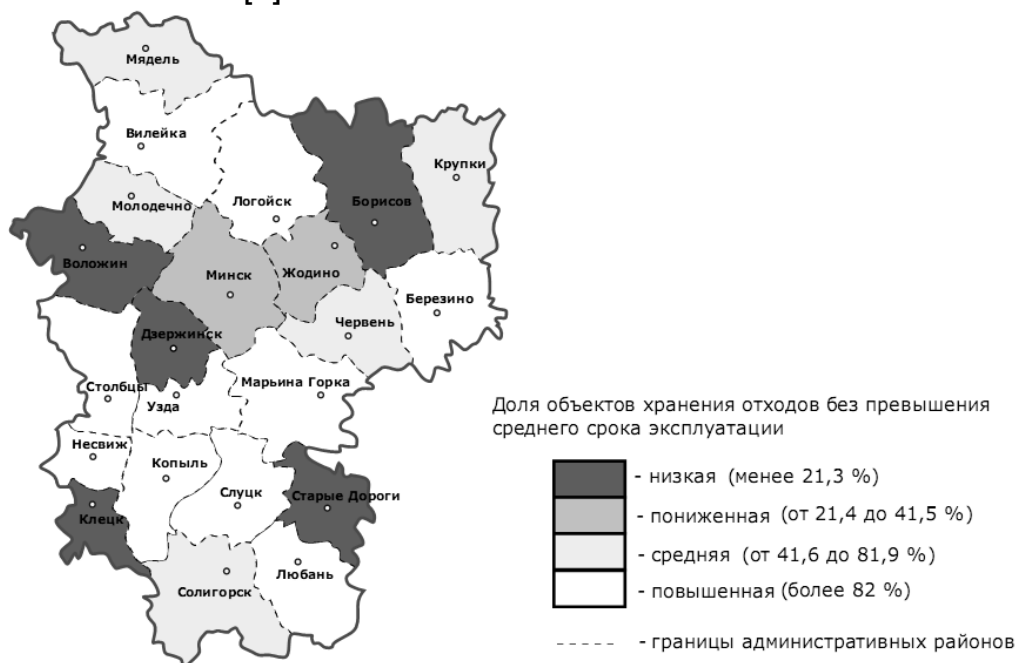 Мядель
Вилейка
Крупки
Молодечно
Логойск
Борисов
Воложин
Минск
Жодино
Березино
Червень
Дзержинск
Столбцы
Марьина Горка
Узда
Несвиж
Копыль
Слуцк
Старые Дороги
Клецк
Любань
Солигорск
Доля объектов хранения отходов без превышения
среднего срока эксплуатации
- низкая (менее 21,3 %)
- пониженная (от 21,4 до 41,5 %)
- средняя (от 41,6 до 81,9 %)
- повышенная (более 82 %)
- границы административных районов